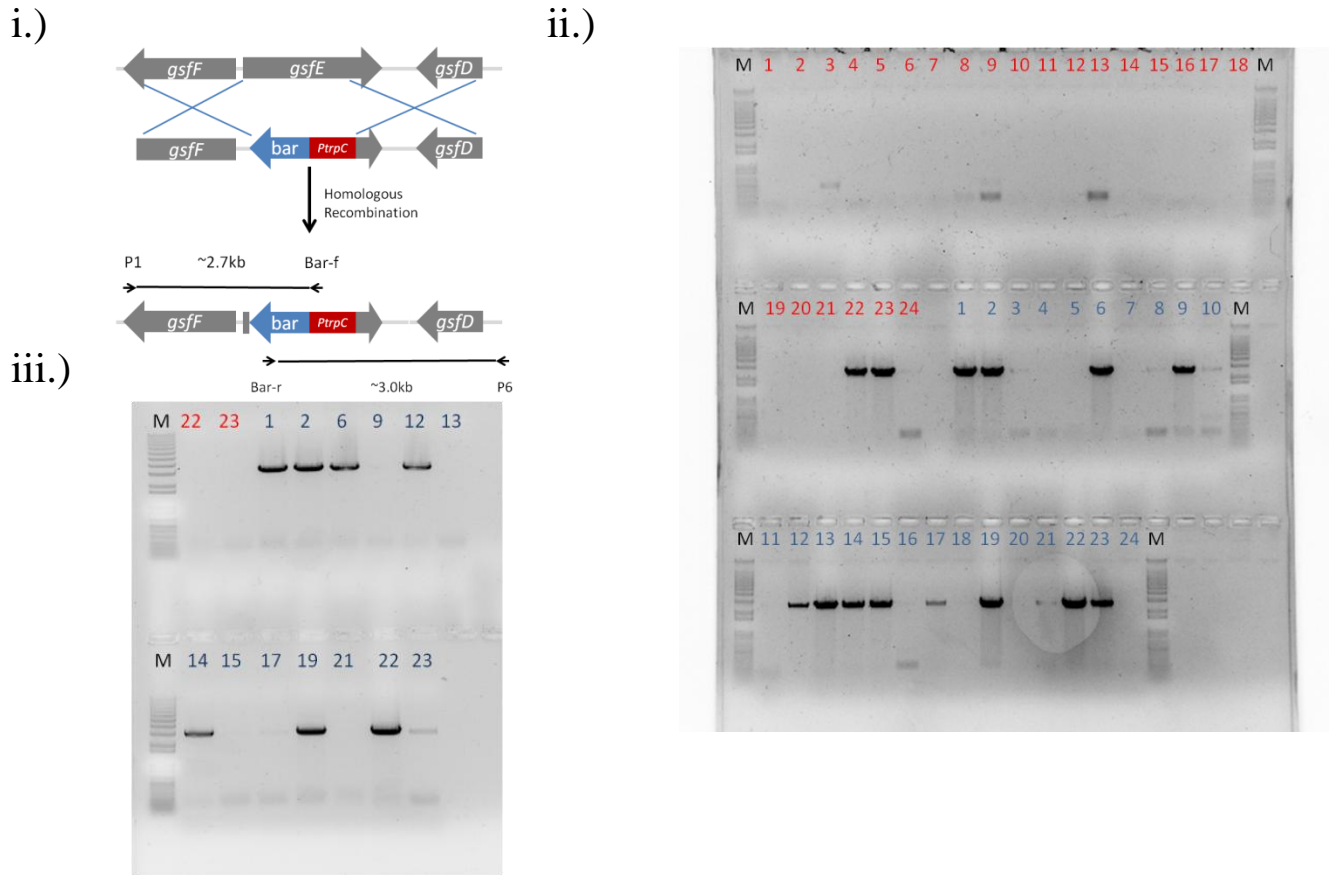 i.)
gsfF gsfE gsfD
gsfF bar PtrpC gsfD
Homologous
Recombination
P1 ~2.7kb Bar-f
gsfF bar PtrpC gsfD
Bar-r ~3.0kb P6
ii.)
M 1 2 3 4 5 6 7 8 9 10 11 12 13 14 15 16 17 18 M
M 19 20 21 22 23 24 1 2 3 4 5 6 7 8 9 10 M
M 11 12 13 14 15 16 17 18 19 20 21 22 23 24 M
iii.)
M 22 23 1 2 6 9 12 13
M 14 15 17 19 21 22 23